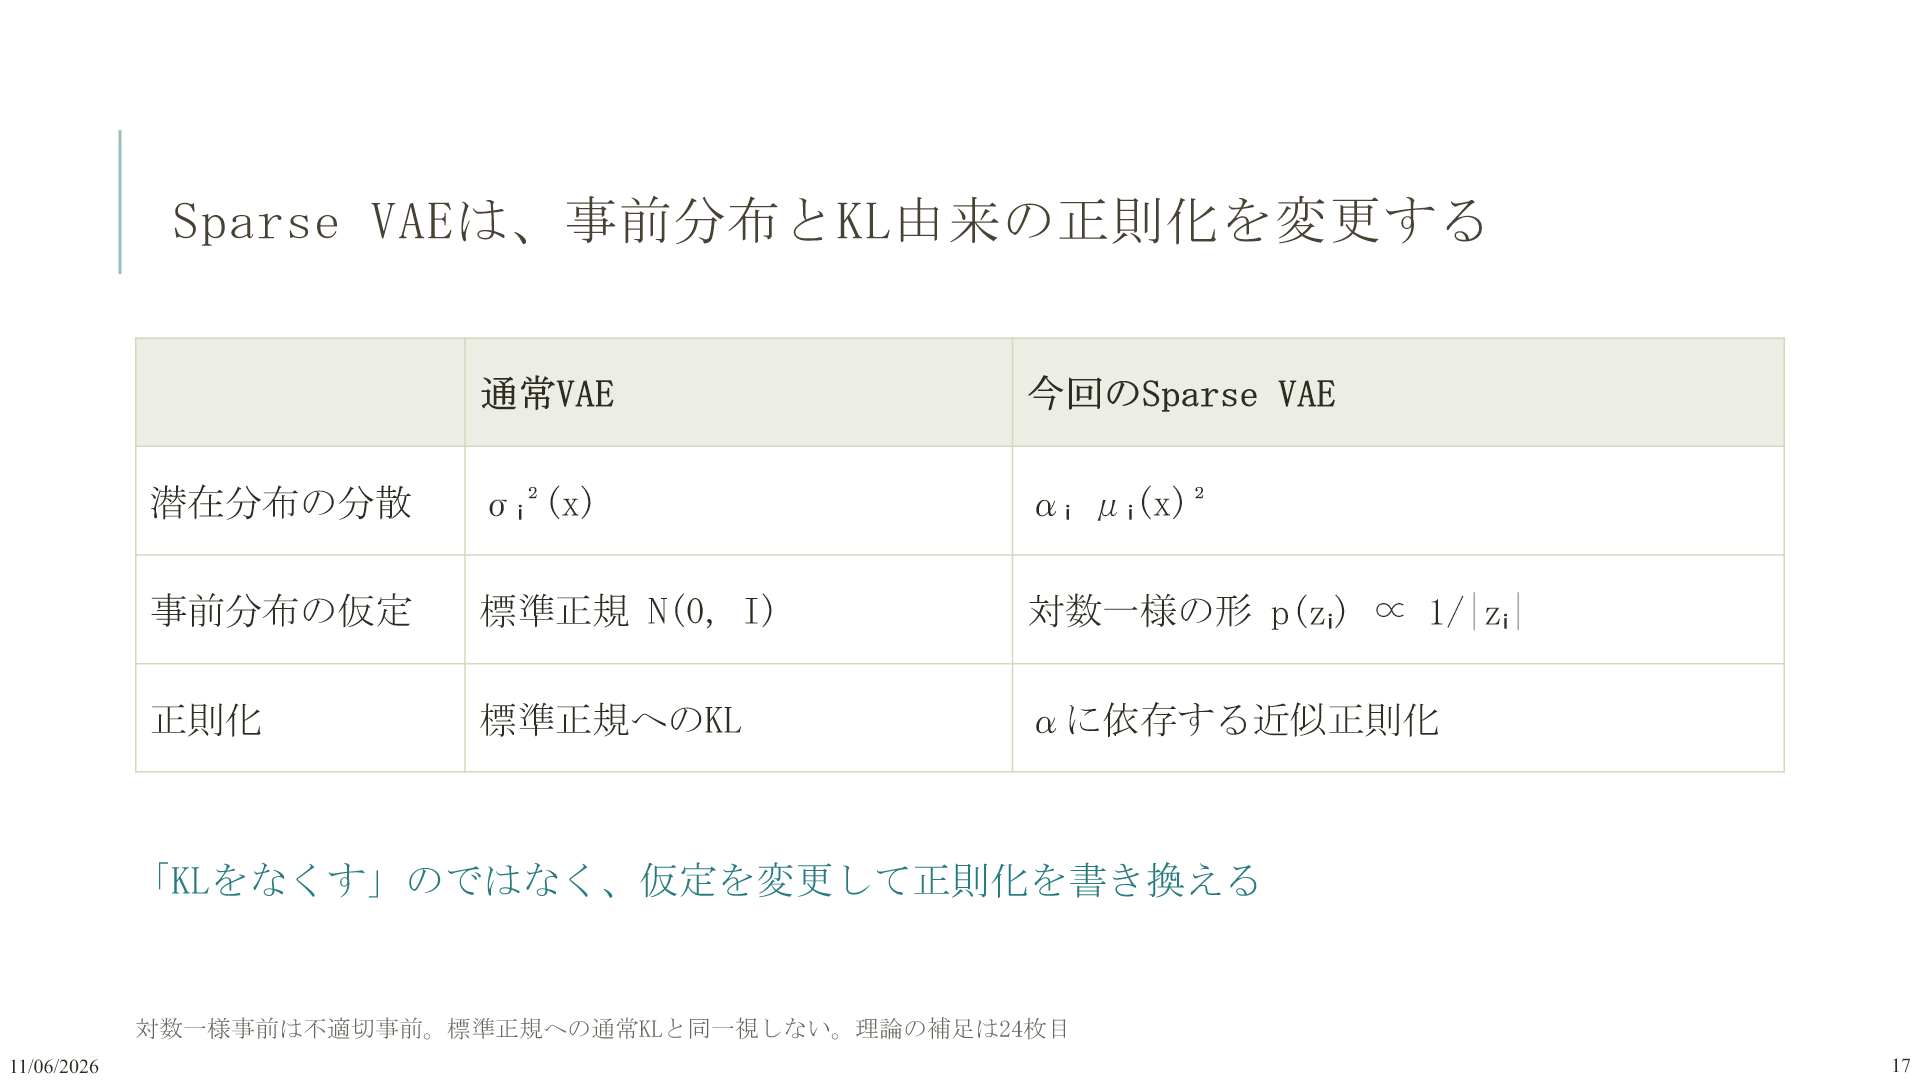 Sparse VAEは、事前分布とKL由来の正則化を変更する
通常VAE
今回のSparse VAE
潜在分布の分散
σᵢ²(x)
αᵢ μᵢ(x)²
事前分布の仮定
標準正規 N(0, I)
対数一様の形 p(zᵢ) ∝ 1/|zᵢ|
正則化
標準正規へのKL
αに依存する近似正則化
「KLをなくす」のではなく、仮定を変更して正則化を書き換える
対数一様事前は不適切事前。標準正規への通常KLと同一視しない。理論の補足は24枚目
11/06/2026
17